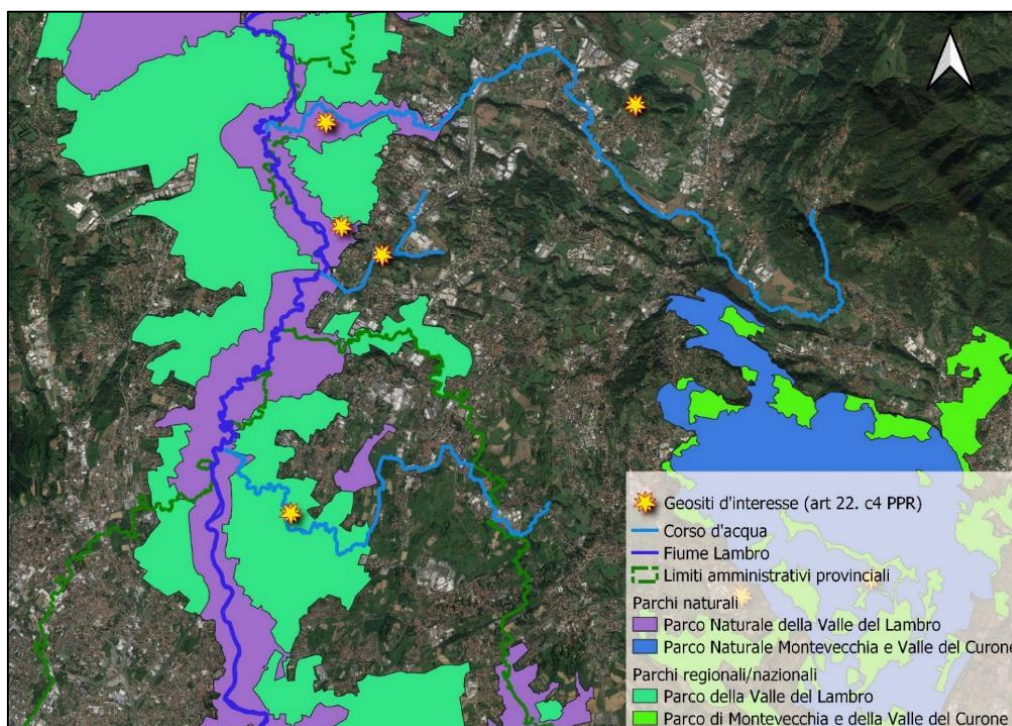 Geositi d'interesse (art 22. c4 PPR)
Corso d'acqua
Fiume Lambro
Limiti amministrativi provinciali
Parchi naturali
Parco Naturale della Valle del Lambro
Parco Naturale Montevecchia e Valle del Curone
Parchi regionali/nazionali
Parco della Valle del Lambro
Parco di Montevecchia e della Valle del Curone